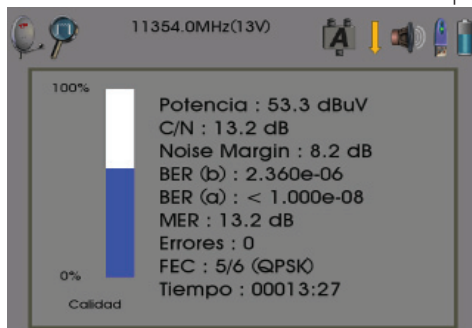 11354.0MHz(13V)
A
100%
Potencia : 53.3 dBuV
C/N : 13.2 dB
Noise Margin : 8.2 dB
BER (b) : 2.360e-06
BER (a) : < 1.000e-08
MER : 13.2 dB
Errores : 0
FEC : 5/6 (QPSK)
Tiempo : 00013:27
0%
Calidad